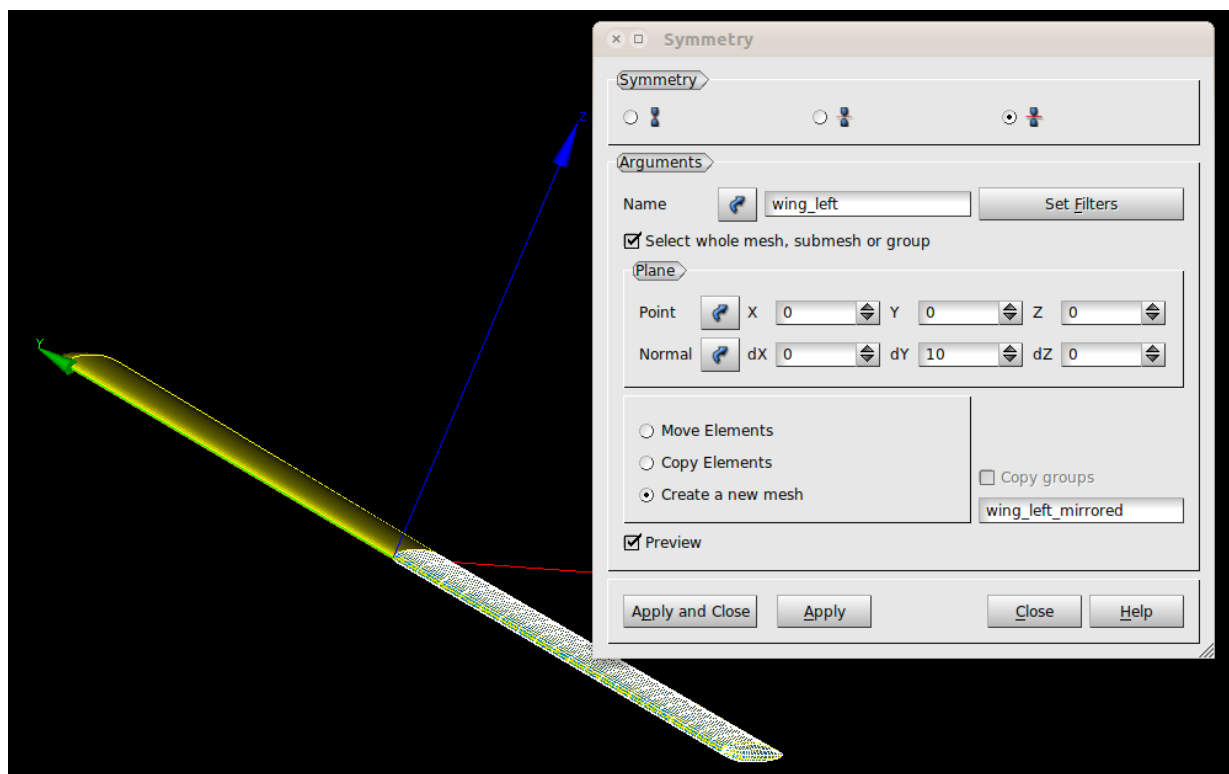 Symmetry
Symmetry
Arguments
Name wing_left Set Filters
Select whole mesh, submesh or group
Plane
Point X 0 Y 0 Z 0
Normal dX 0 dY 10 dZ 0
Move Elements
Copy Elements
Create a new mesh
Copy groups
wing_left_mirrored
Preview
Apply and Close Apply Close Help
Z
Y